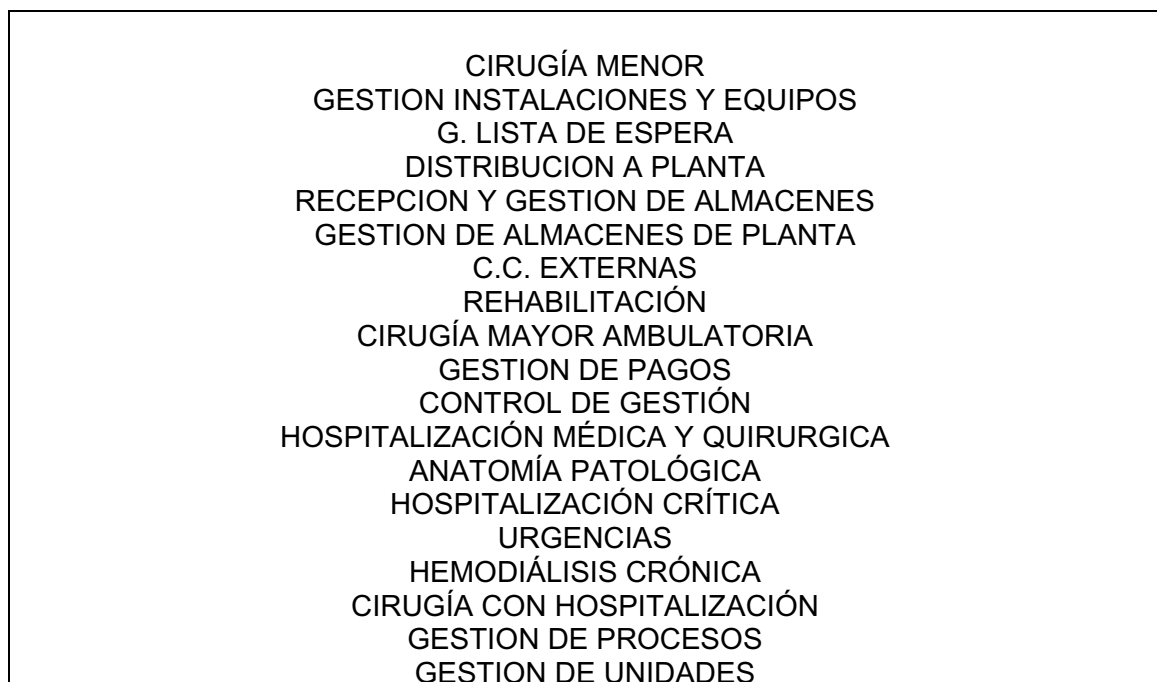 CIRUGÍA MENOR
GESTION INSTALACIONES Y EQUIPOS
G. LISTA DE ESPERA
DISTRIBUCION A PLANTA
RECEPCION Y GESTION DE ALMACENES
GESTION DE ALMACENES DE PLANTA
C.C. EXTERNAS
REHABILITACIÓN
CIRUGÍA MAYOR AMBULATORIA
GESTION DE PAGOS
CONTROL DE GESTIÓN
HOSPITALIZACIÓN MÉDICA Y QUIRURGICA
ANATOMÍA PATOLÓGICA
HOSPITALIZACIÓN CRÍTICA
URGENCIAS
HEMODIÁLISIS CRÓNICA
CIRUGÍA CON HOSPITALIZACIÓN
GESTION DE PROCESOS
GESTION DE UNIDADES